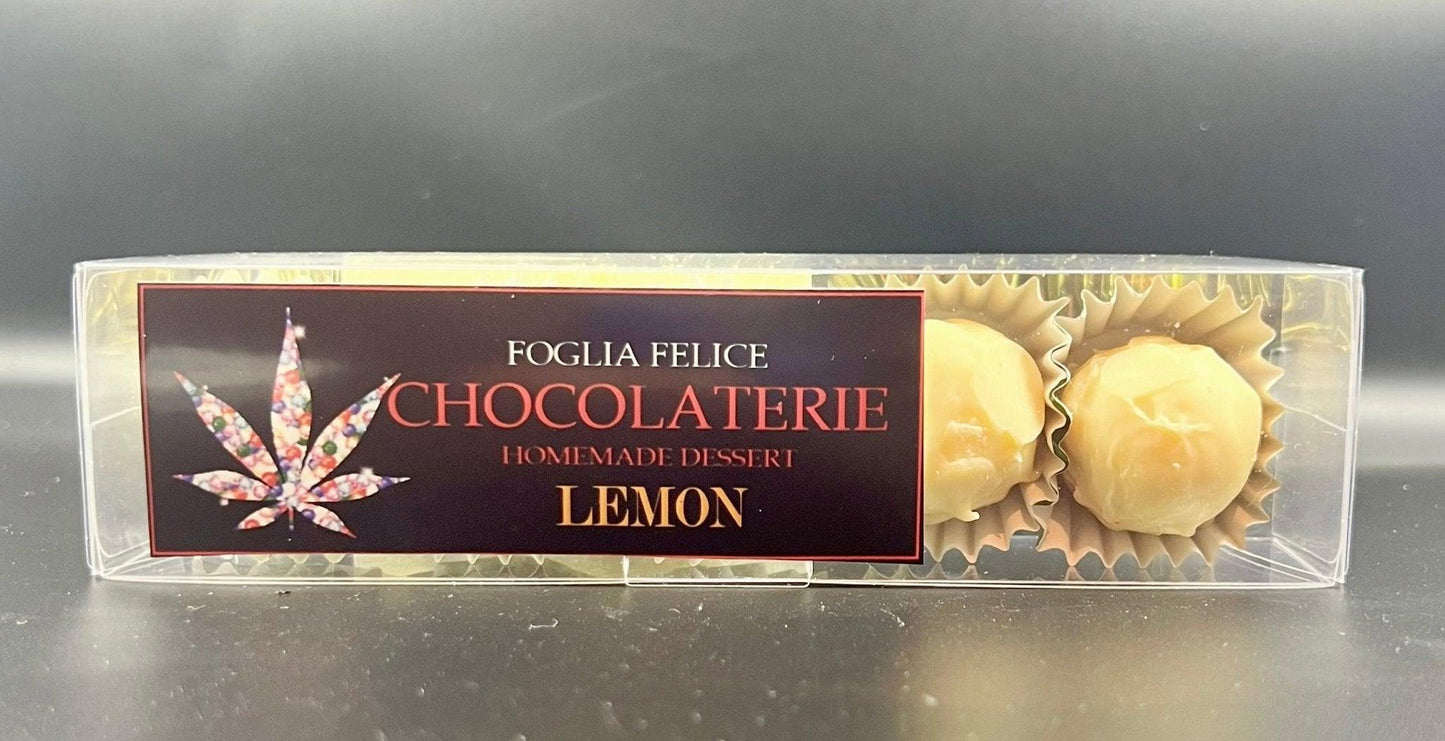 FOGLIA FELICE
CHOCOLATERIE
HOMEMADE DESSERT
LEMON